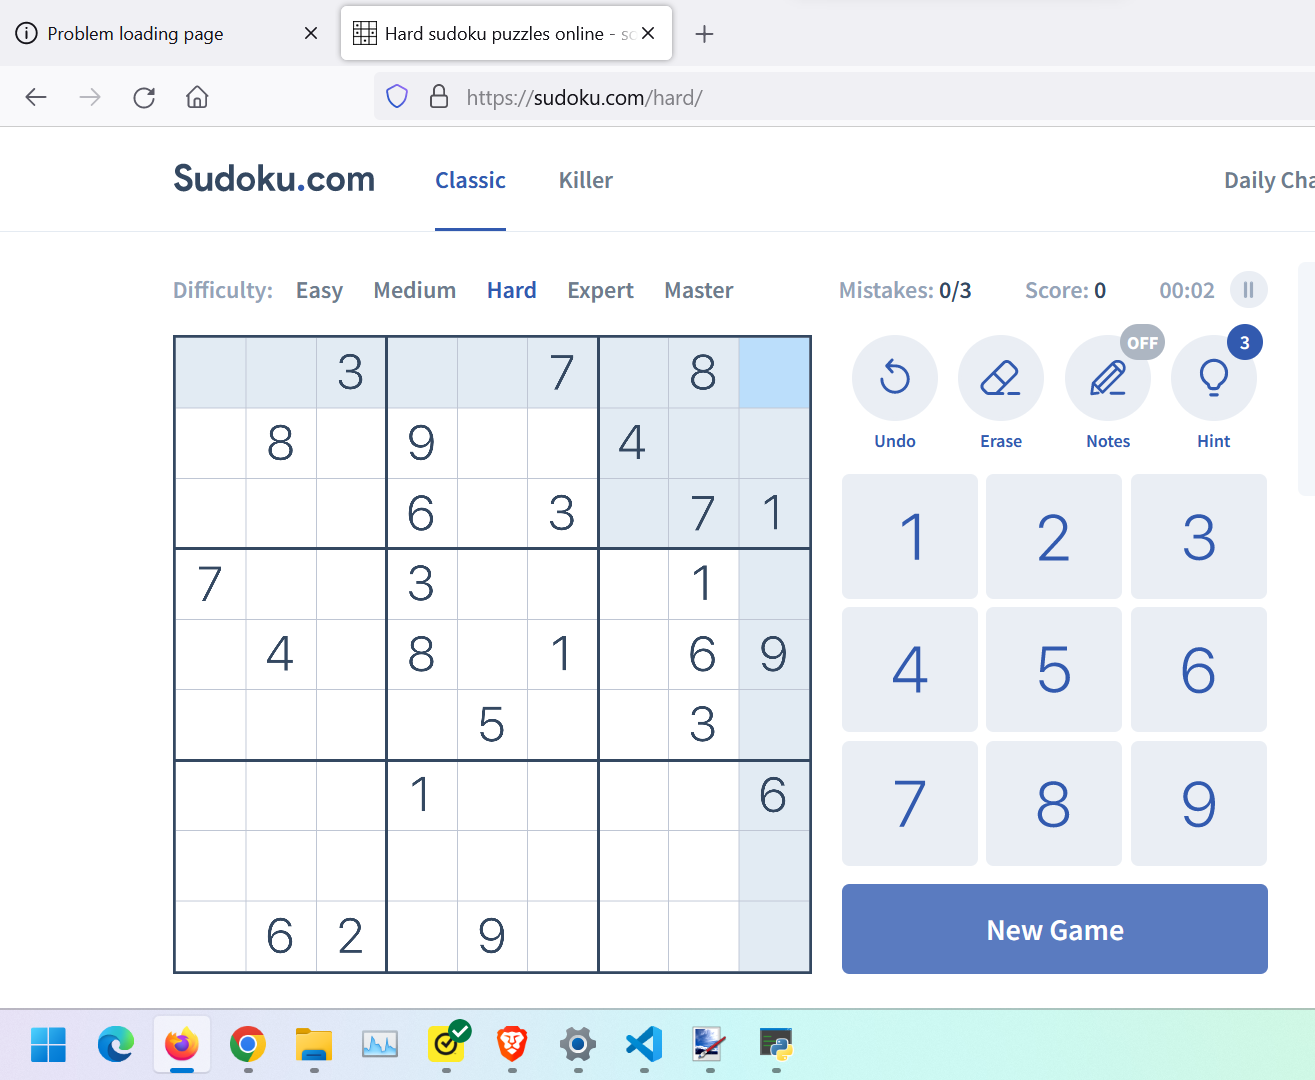 Problem loading page
Hard sudoku puzzles online - so
https://sudoku.com/hard/
Sudoku.com Classic Killer Daily Cha
Difficulty: Easy Medium Hard Expert Master Mistakes: 0/3 Score: 0 00:02
OFF 3
Undo Erase Notes Hint
3 7 8
8 9 4
6 3 7 1
7 3 1
4 8 1 6 9
5 3
1 6
6 2 9
1 2 3
4 5 6
7 8 9
New Game